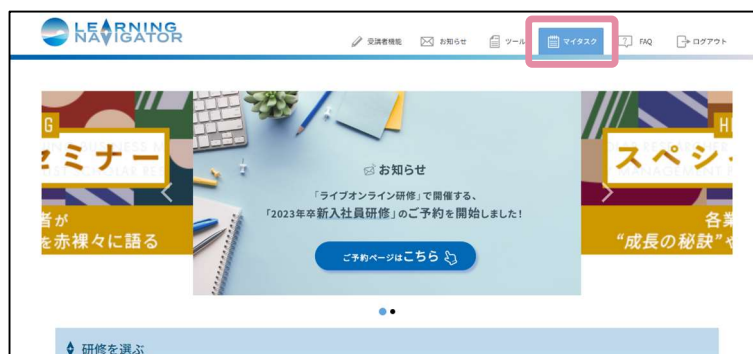 LEARNING
NAVIGATOR
受講者機能
お知らせ
ツール
マイタスク
FAQ
ログアウト
G
セミナー
者が
を赤裸々に語る
お知らせ
「ライブオンライン研修」で開催する、
「2023年卒新入社員研修」のご予約を開始しました！
ご予約ページはこちら
スペシ
各業
“成長の秘訣”や
研修を選ぶ